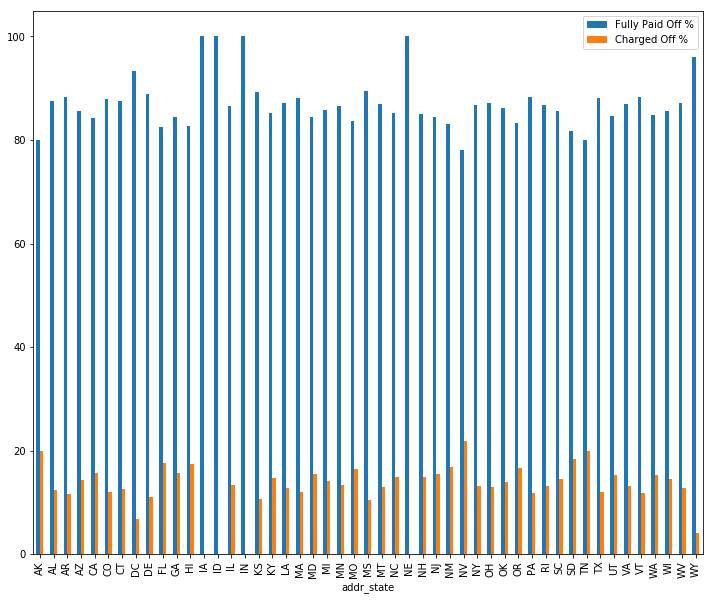 Fully Paid Off %
Charged Off %
100
80
60
40
20
0
AK AL AR AZ CA CO CT DC DE FL GA HI IA ID IL IN KS KY LA MA MD MI MN MO MS MT NC NE NH NJ NM NV NY OH OK OR PA RI SC SD TN TX UT VA VT WA WI WV WY
addr_state